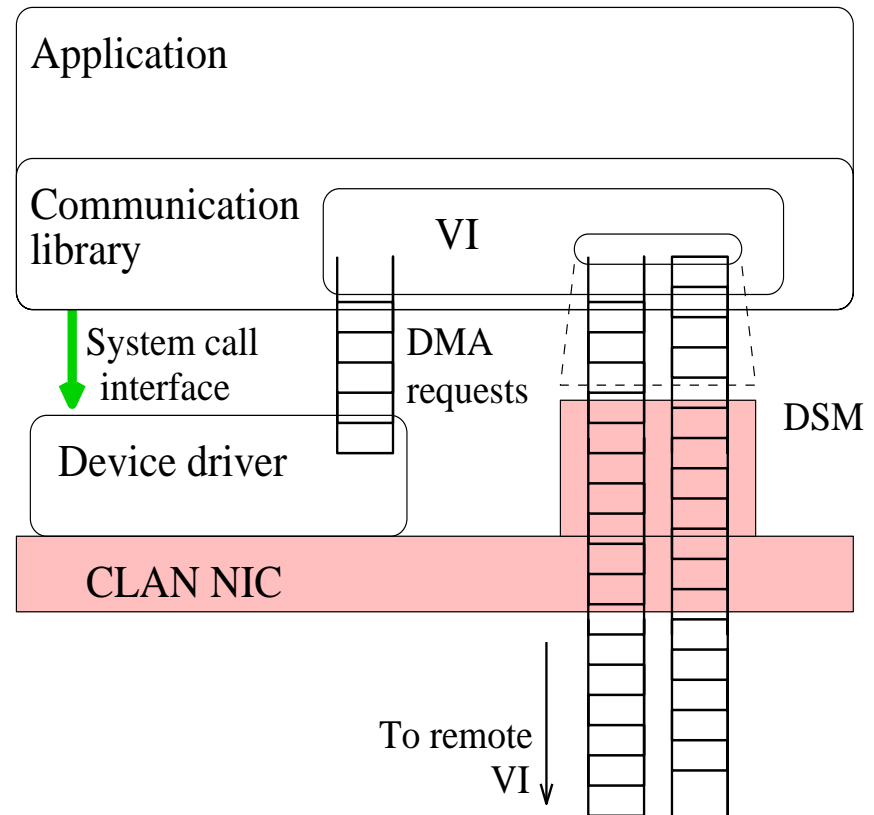 Application
Communication
library
VI
System call
interface
DMA
requests
DSM
Device driver
CLAN NIC
To remote
VI